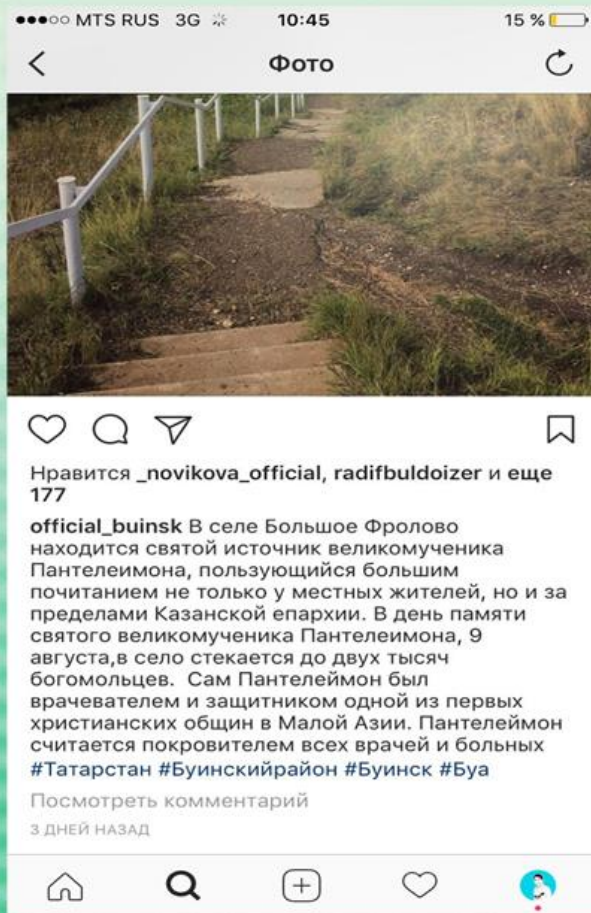 MTS RUS 3G 10:45 15 %
Фото
Нравится _novikova_official, radifbuldoizer и еще
177
official_buinsk В селе Большое Фролово
находится святой источник великомученика
Пантелеимона, пользующийся большим
почитанием не только у местных жителей, но и за
пределами Казанской епархии. В день памяти
святого великомученика Пантелеимона, 9
августа,в село стекается до двух тысяч
богомольцев. Сам Пантелеймон был
врачевателем и защитником одной из первых
христианских общин в Малой Азии. Пантелеймон
считается покровителем всех врачей и больных
#Татарстан #Буинскийрайон #Буинск #Буа
Посмотреть комментарий
3 ДНЕЙ НАЗАД